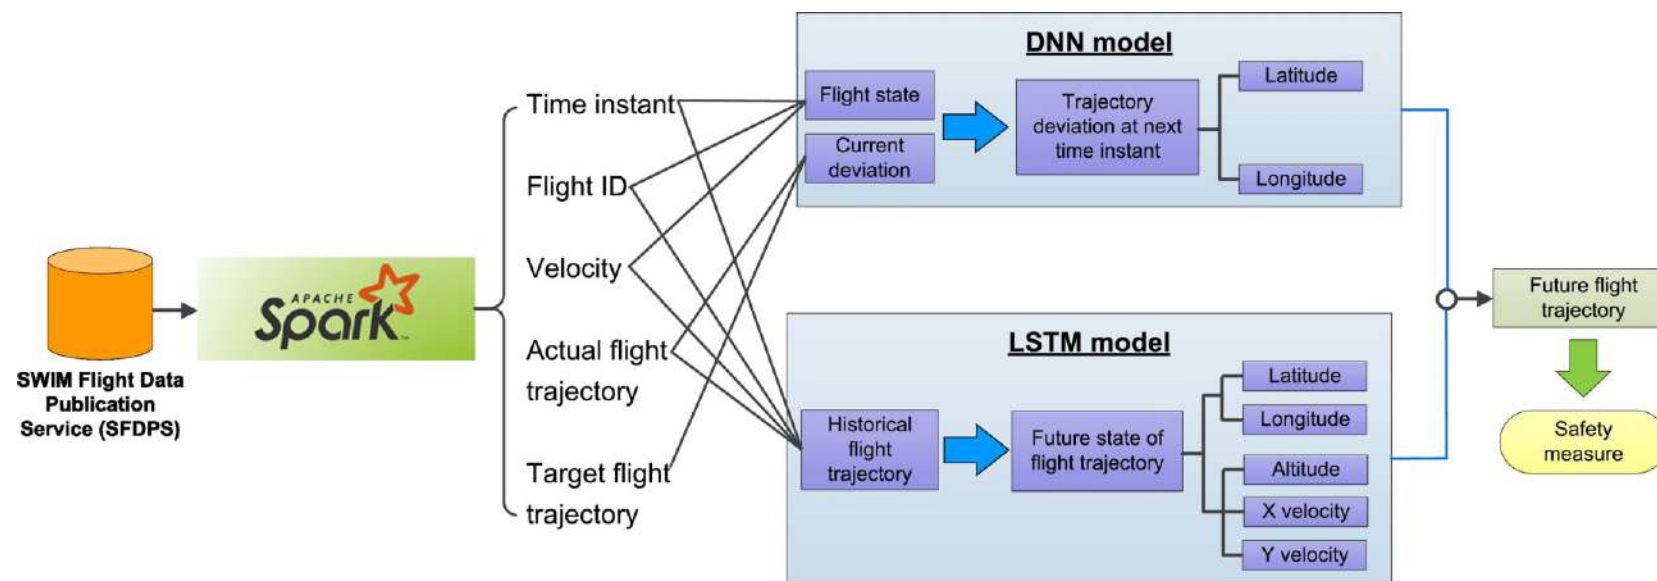 SWIM Flight Data
Publication
Service (SFDPS)
APACHE
Spark™
Time instant
Flight ID
Velocity
Actual flight
trajectory
Target flight
trajectory
DNN model
Flight state
Current
deviation
Trajectory
deviation at next
time instant
Latitude
Longitude
LSTM model
Historical
flight
trajectory
Future state of
flight trajectory
Latitude
Longitude
Altitude
X velocity
Y velocity
Future flight
trajectory
Safety
measure